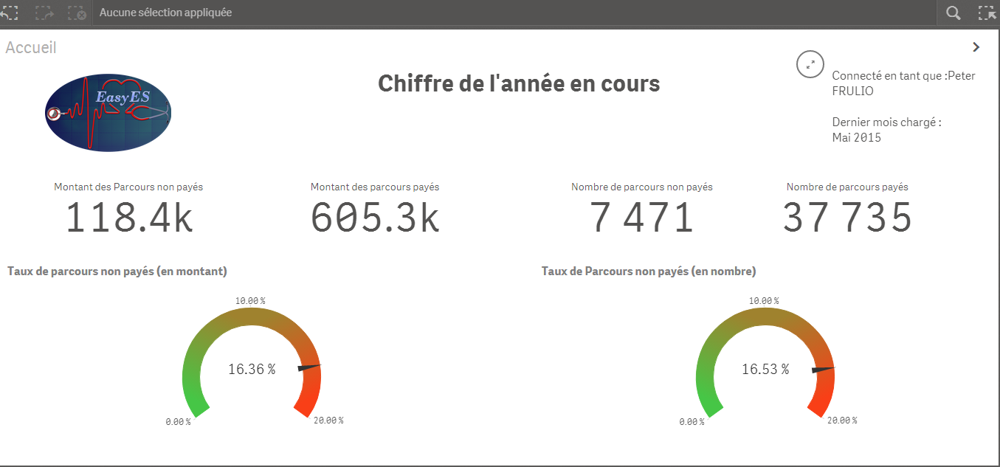 Aucune sélection appliquée
Accueil
EasyES
Chiffre de l'année en cours
Connecté en tant que :Peter
FRULIO
Dernier mois chargé :
Mai 2015
Montant des Parcours non payés
118.4k
Montant des parcours payés
605.3k
Nombre de parcours non payés
7 471
Nombre de parcours payés
37 735
Taux de parcours non payés (en montant)
10.00 %
16.36 %
0.00 %
20.00 %
Taux de Parcours non payés (en nombre)
10.00 %
16.53 %
0.00 %
20.00 %